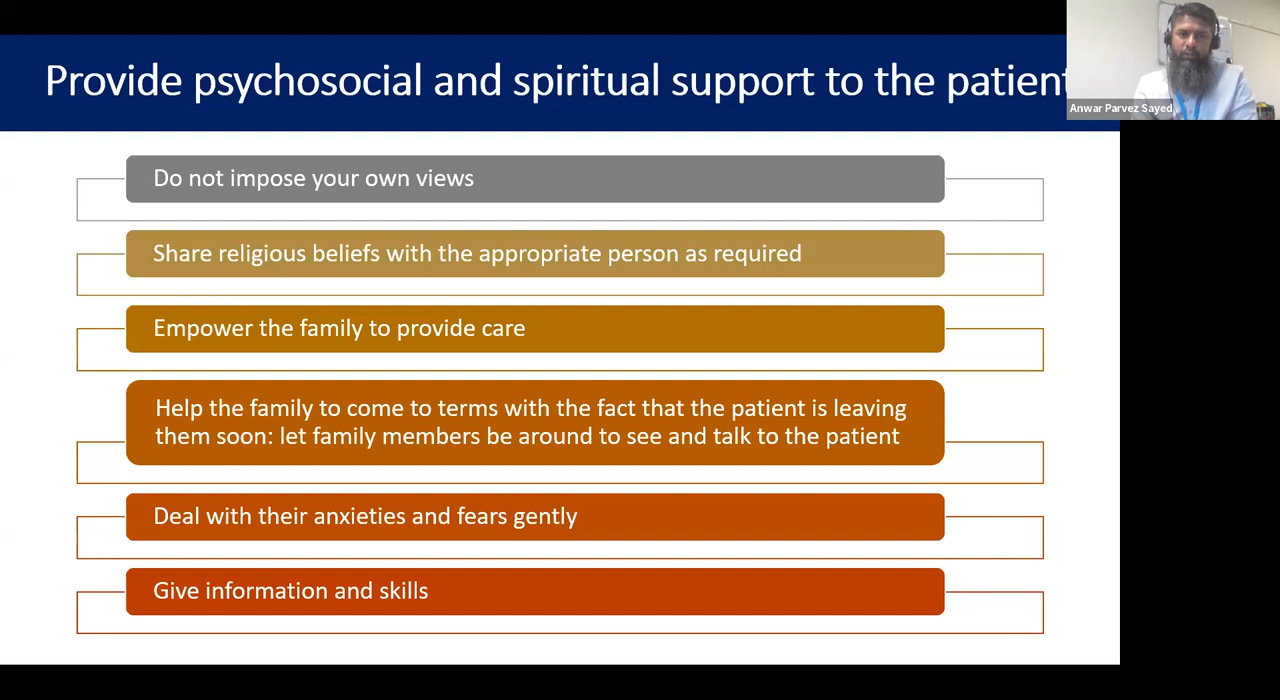 Provide psychosocial and spiritual support to the patient
Anwar Parvez Sayed
Do not impose your own views
Share religious beliefs with the appropriate person as required
Empower the family to provide care
Help the family to come to terms with the fact that the patient is leaving
them soon: let family members be around to see and talk to the patient
Deal with their anxieties and fears gently
Give information and skills